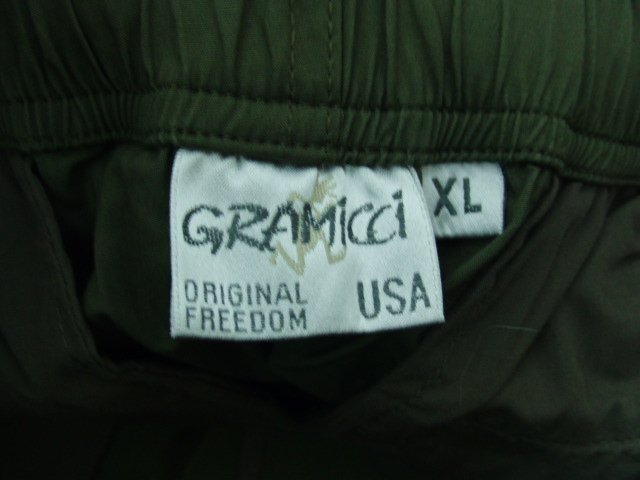 GRAMiCCi
XL
ORIGINAL
FREEDOM
USA